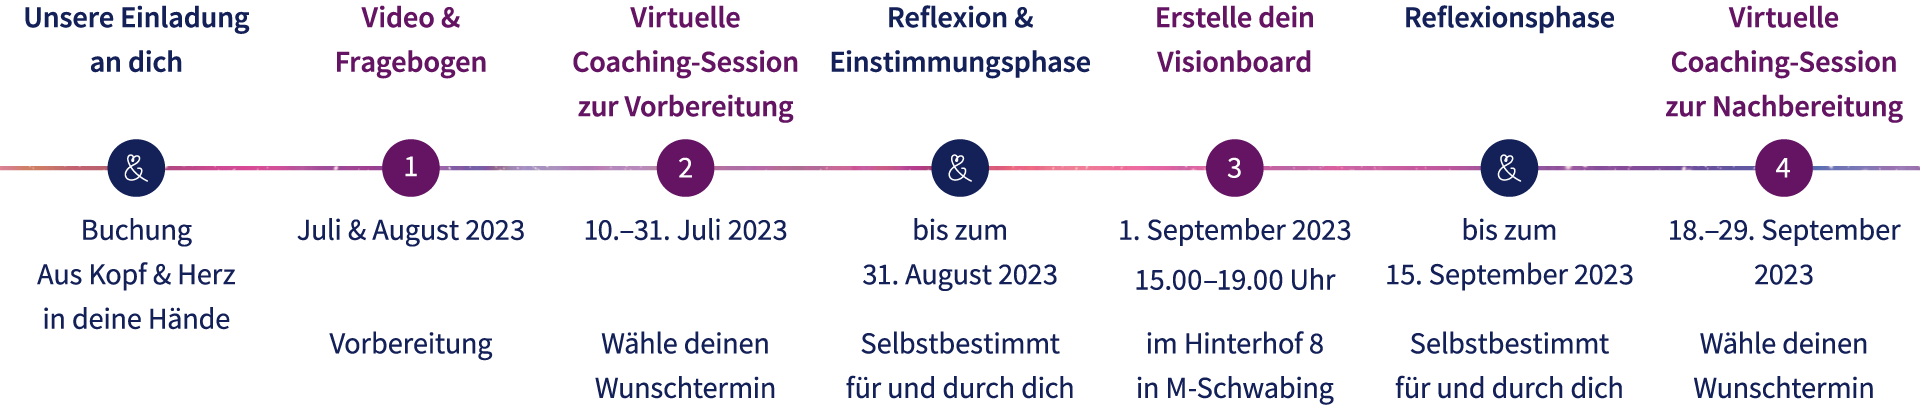 Unsere Einladung
an dich
&
Buchung
Aus Kopf & Herz
in deine Hände
Video &
Fragebogen
1
Juli & August 2023
Vorbereitung
Virtuelle
Coaching-Session
zur Vorbereitung
2
10.–31. Juli 2023
Wähle deinen
Wunschtermin
Reflexion &
Einstimmungsphase
&
bis zum
31. August 2023
Selbstbestimmt
für und durch dich
Erstelle dein
Visionboard
3
1. September 2023
15.00–19.00 Uhr
im Hinterhof 8
in M-Schwabing
Reflexionsphase
&
bis zum
15. September 2023
Selbstbestimmt
für und durch dich
Virtuelle
Coaching-Session
zur Nachbereitung
4
18.–29. September
2023
Wähle deinen
Wunschtermin